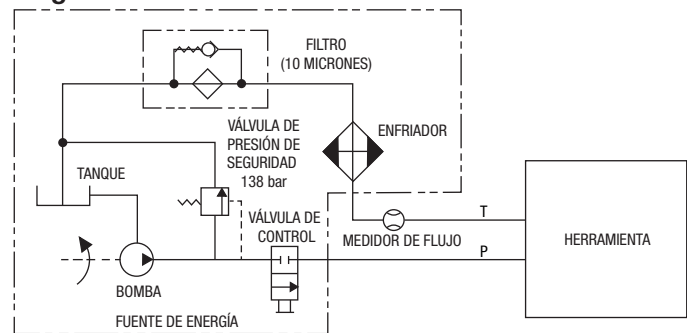 FILTRO
(10 MICRONES)
VÁLVULA DE
PRESIÓN DE
SEGURIDAD
138 bar
ENFRIADOR
TANQUE
VÁLVULA DE
CONTROL
MEDIDOR DE FLUJO
T
P
HERRAMIENTA
BOMBA
FUENTE DE ENERGÍA